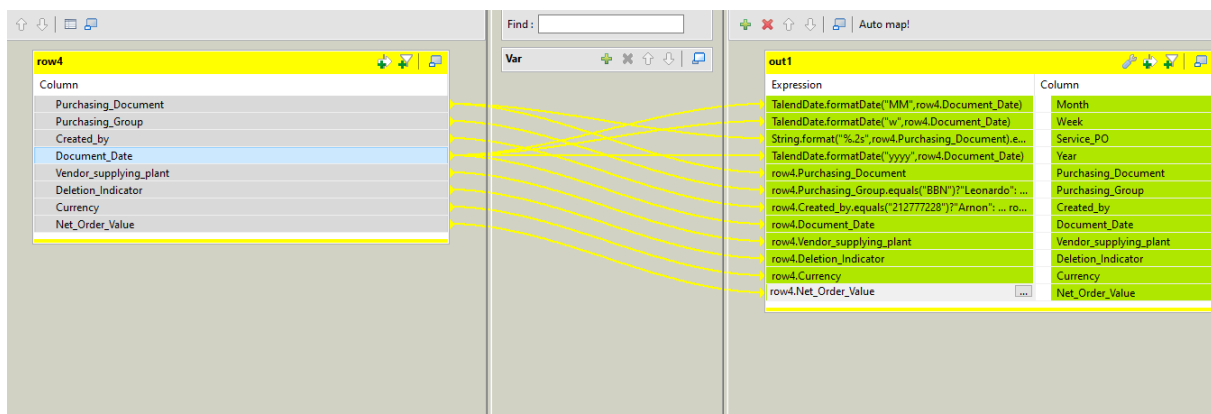 Find :
Auto map!
row4
Column
Purchasing_Document
Purchasing_Group
Created_by
Document_Date
Vendor_supplying_plant
Deletion_Indicator
Currency
Net_Order_Value
Var
out1
Expression Column
TalendDate.formatDate("MM",row4.Document_Date) Month
TalendDate.formatDate("w",row4.Document_Date) Week
String.format("%.2s",row4.Purchasing_Document).e... Service_PO
TalendDate.formatDate("yyyy",row4.Document_Date) Year
row4.Purchasing_Document Purchasing_Document
row4.Purchasing_Group.equals("BBN")?"Leonardo": ... Purchasing_Group
row4.Created_by.equals("212777228")?"Arnon": ... ro... Created_by
row4.Document_Date Document_Date
row4.Vendor_supplying_plant Vendor_supplying_plant
row4.Deletion_Indicator Deletion_Indicator
row4.Currency Currency
row4.Net_Order_Value ... Net_Order_Value